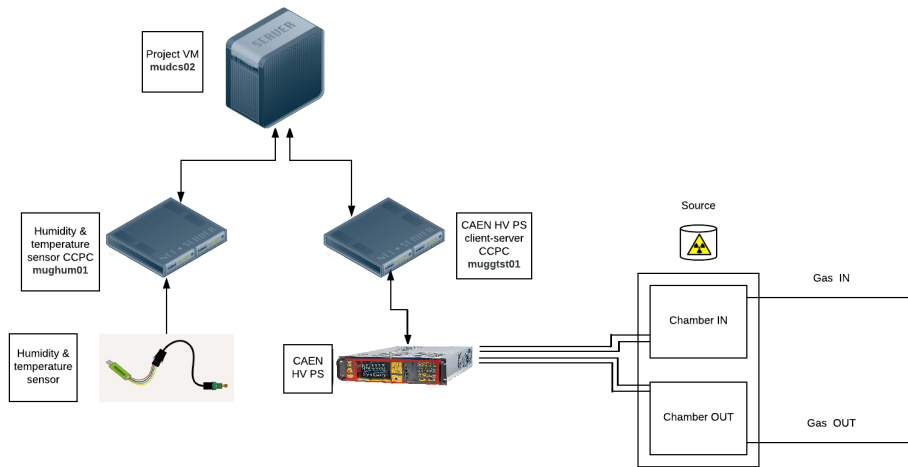 Project VM
mudcs02
SERVER
Humidity &
temperature
sensor CCPC
mughum01
CAEN HV PS
client-server
CCPC
muggtst01
Source
Gas IN
Chamber IN
Humidity &
temperature
sensor
CAEN
HV PS
Chamber OUT
Gas OUT